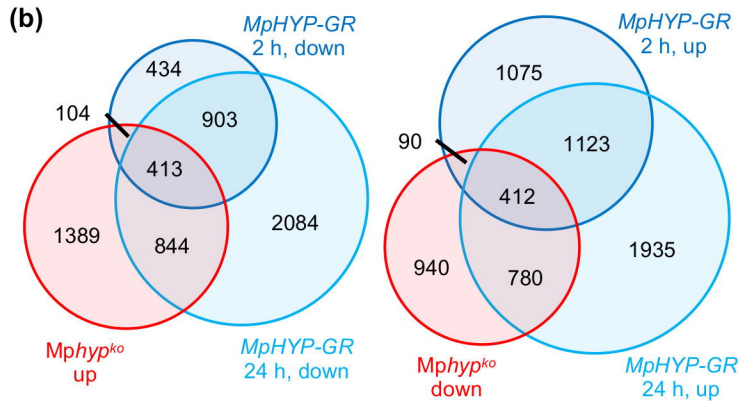 (b)
MpHYP-GR
2 h, down
434
104
903
413
1389
844
2084
Mphypᵏᵒ
up
MpHYP-GR
24 h, down
MpHYP-GR
2 h, up
1075
90
1123
412
940
780
1935
Mphypᵏᵒ
down
MpHYP-GR
24 h, up